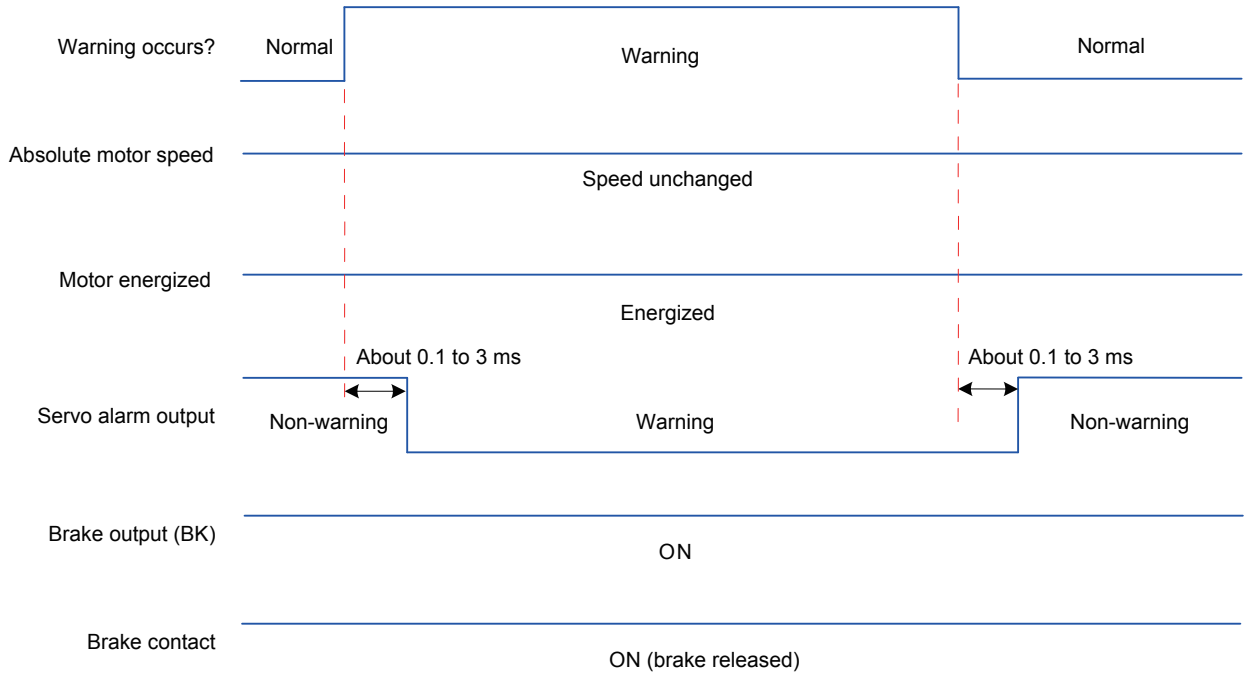 Warning occurs?
Normal
Warning
Normal
Absolute motor speed
Speed unchanged
Motor energized
Energized
About 0.1 to 3 ms
About 0.1 to 3 ms
Servo alarm output
Non-warning
Warning
Non-warning
Brake output (BK)
ON
Brake contact
ON (brake released)